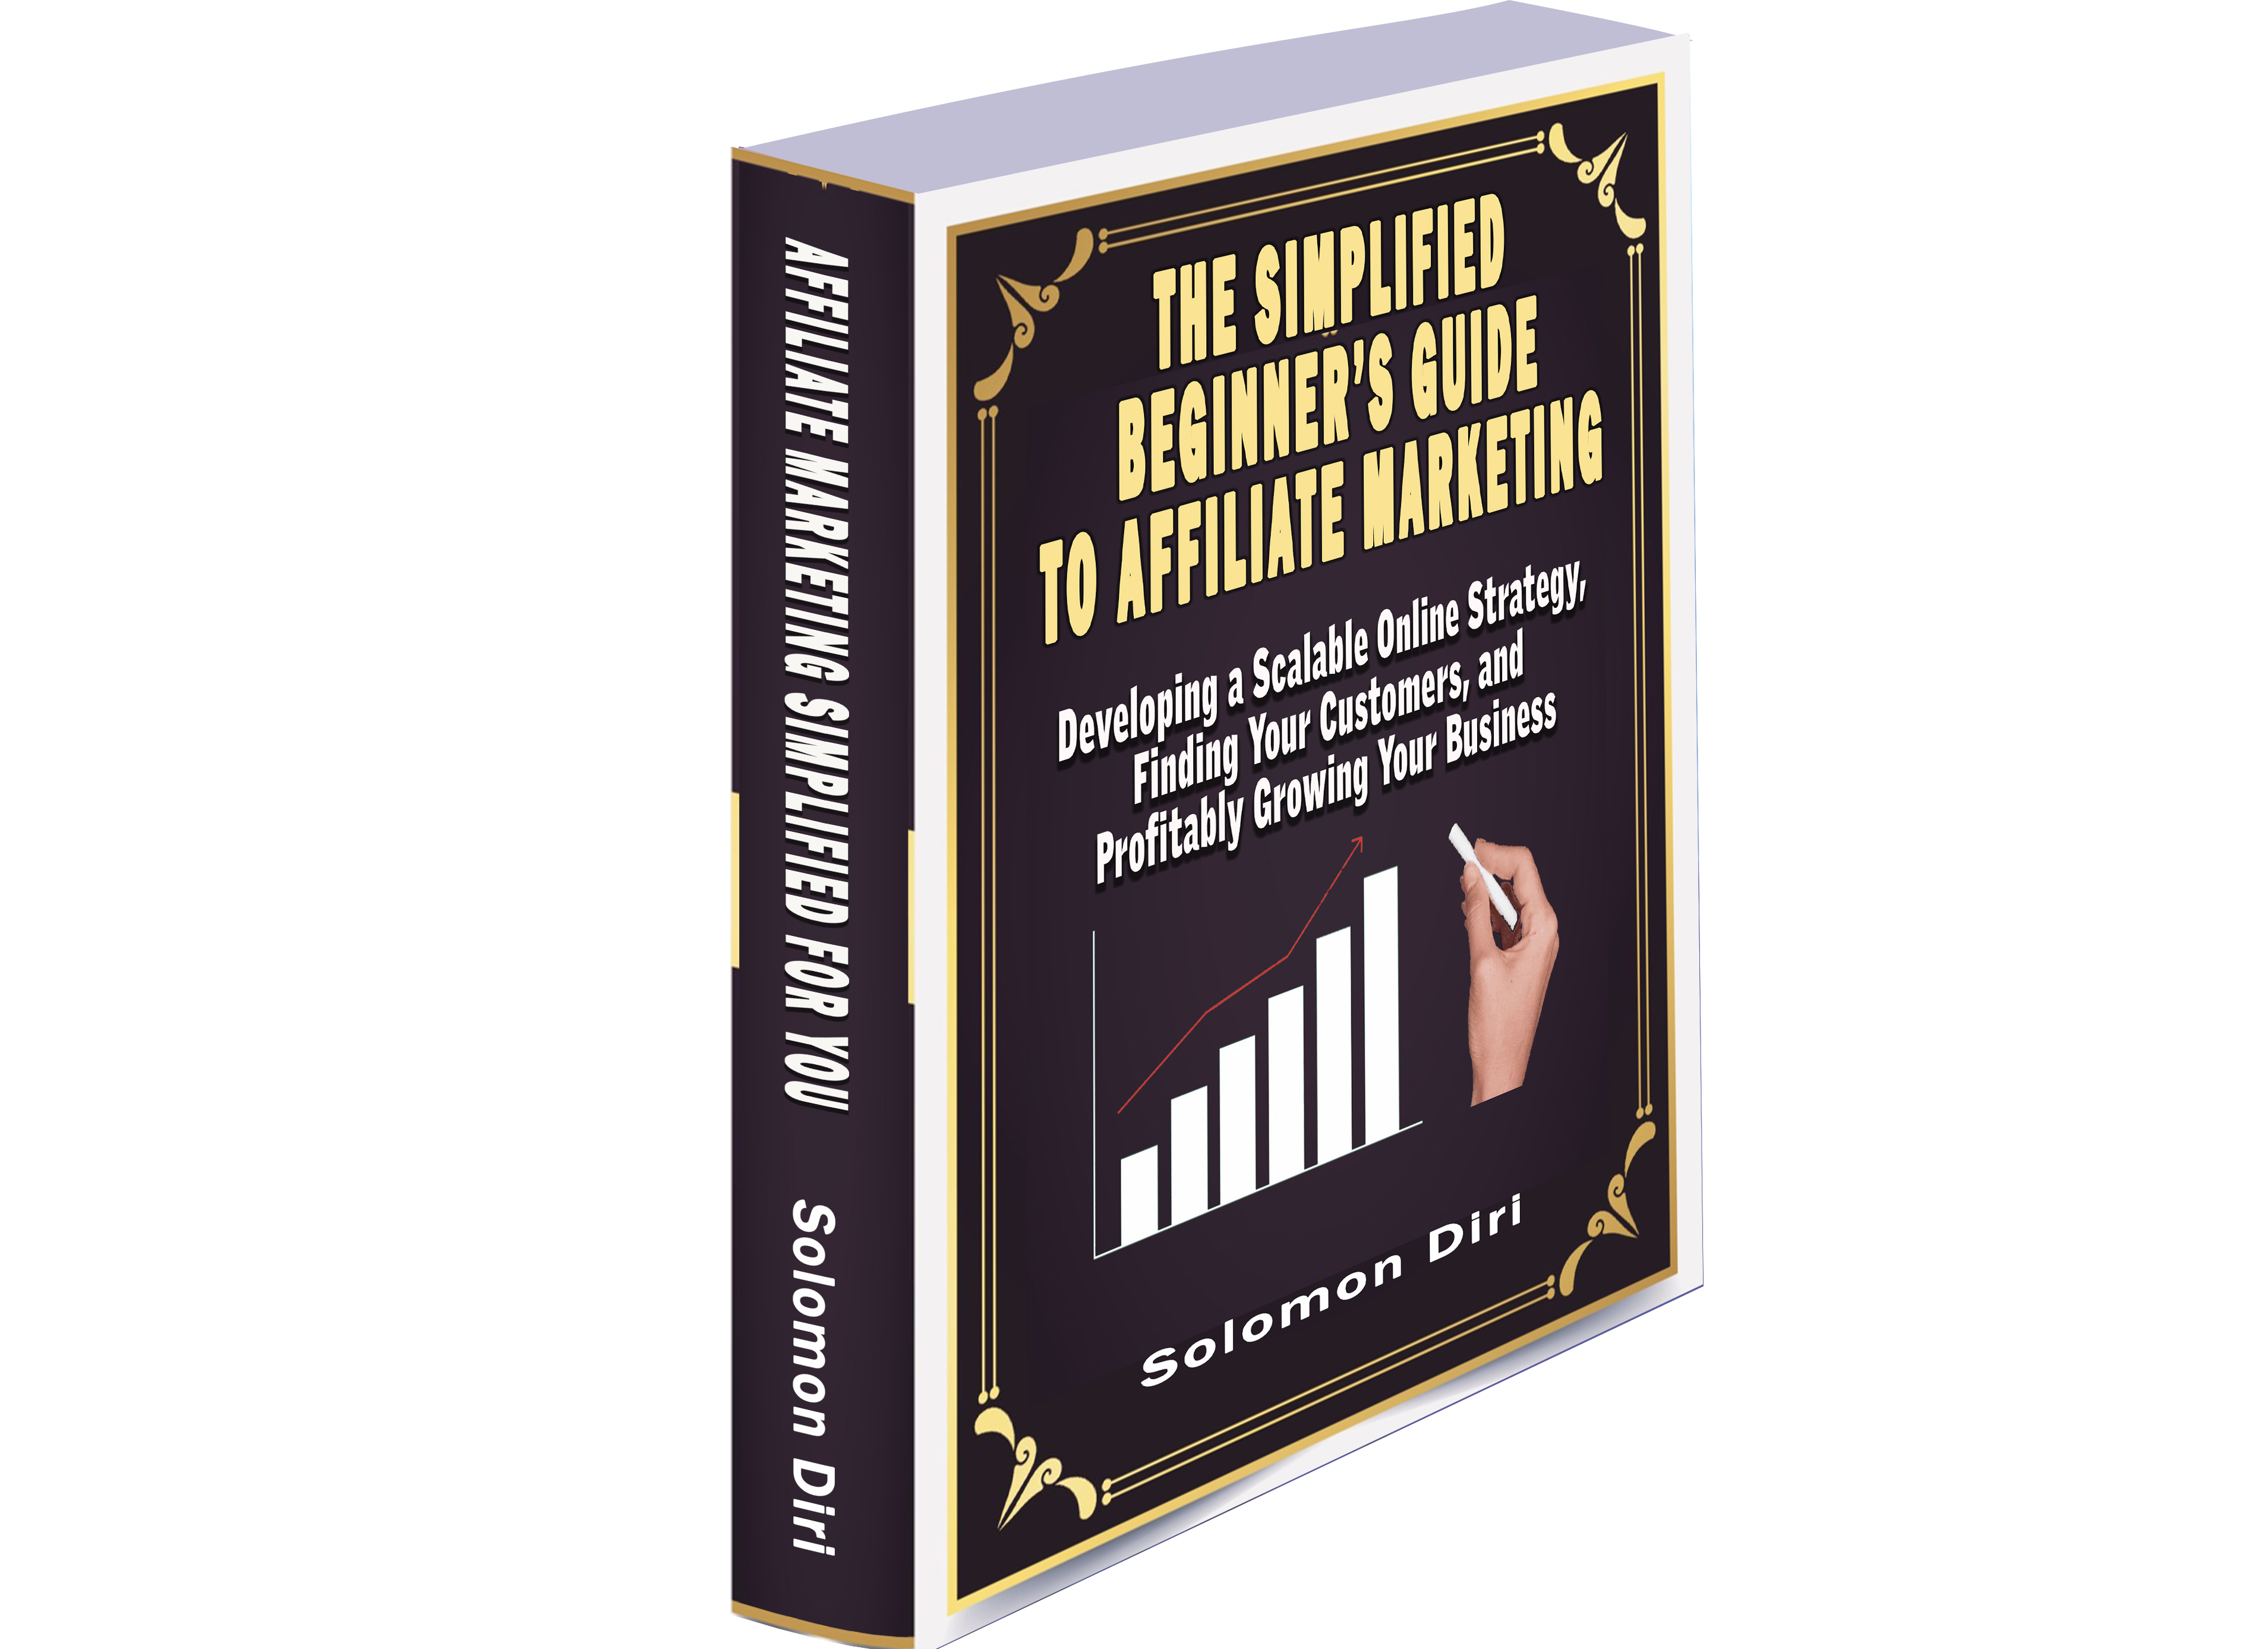 AFFILIATE MARKETING SIMPLIFIED FOR YOU
Solomon Diri
THE SIMPLIFIED
BEGINNER'S GUIDE
TO AFFILIATE MARKETING
Developing a Scalable Online Strategy,
Finding Your Customers, and
Profitably Growing Your Business
Solomon Diri